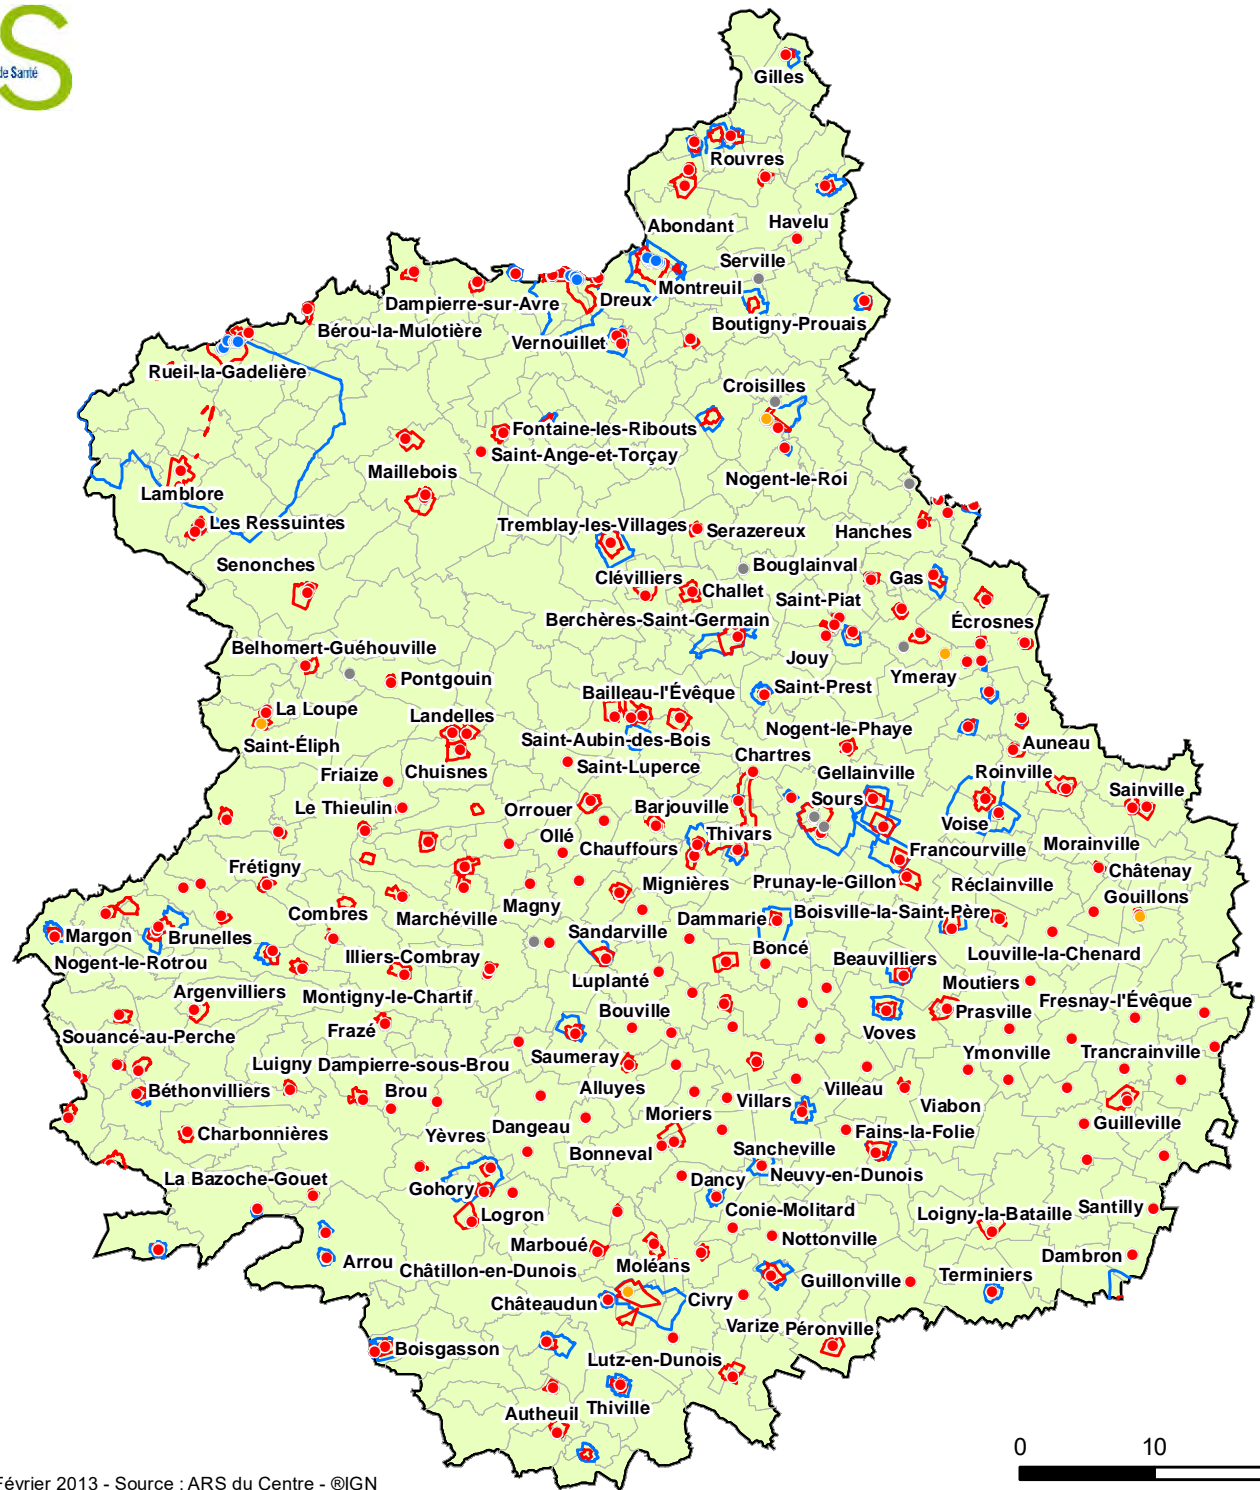 S
de Santé
Gilles
Rouvres
Abondant
Havelu
Serville
Montreuil
Dampierre-sur-Avre
Dreux
Boutigny-Prouais
Bérou-la-Mulotière
Vernouillet
Rueil-la-Gadelière
Croisilles
Fontaine-les-Ribouts
Saint-Ange-et-Torçay
Maillebois
Nogent-le-Roi
Lamblore
Les Ressuintes
Tremblay-les-Villages
Serazereux
Hanches
Senonches
Bouglainval
Clévilliers
Gas
Challet
Saint-Piat
Berchères-Saint-Germain
Écrosnes
Belhomert-Guéhouville
Jouy
Pontgouin
Ymeray
Bailleau-l'Évêque
Saint-Prest
La Loupe
Landelles
Nogent-le-Phaye
Saint-Éliph
Saint-Aubin-des-Bois
Auneau
Chartres
Saint-Luperce
Friaize
Chuisnes
Gellainville
Roinville
Sainville
Le Thieulin
Orrouer
Barjouville
Sours
Voise
Ollé
Chauffours
Thivars
Morainville
Francourville
Frétigny
Châtenay
Mignières
Prunay-le-Gillon
Réclainville
Gouillons
Combres
Marchéville
Magny
Dammarie
Boisville-la-Saint-Père
Margon
Brunelles
Sandarville
Boncé
Louville-la-Chenard
Nogent-le-Rotrou
Illiers-Combray
Beauvilliers
Luplanté
Moutiers
Argenvilliers
Montigny-le-Chartif
Fresnay-l'Évêque
Bouville
Prasville
Souancé-au-Perche
Frazé
Voves
Ymonville
Trancrainville
Luigny
Dampierre-sous-Brou
Saumeray
Béthonvilliers
Brou
Alluyes
Villeau
Villars
Viabon
Moriers
Guilleville
Charbonnières
Yèvres
Dangeau
Fains-la-Folie
Bonneval
Sancheville
La Bazoche-Gouet
Gohory
Dancy
Neuvy-en-Dunois
Logron
Conie-Molitard
Loigny-la-Bataille
Santilly
Marboué
Nottonville
Arrou
Châtillon-en-Dunois
Moléans
Dambron
Guillonville
Terminiers
Châteaudun
Civry
Varize
Péronville
Boisgasson
Lutz-en-Dunois
Autheuil
Thiville
0
10
Février 2013 - Source : ARS du Centre - ®IGN